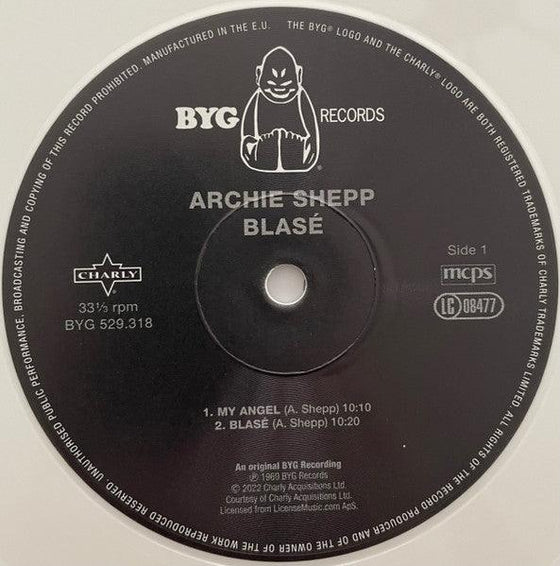 UNAUTHORISED PUBLIC PERFORMANCE, BROADCASTING AND COPYING OF THIS RECORD PROHIBITED. MANUFACTURED IN THE E.U. THE BYG® LOGO AND THE CHARLY® LOGO ARE BOTH REGISTERED TRADEMARKS OF CHARLY TRADEMARKS LIMITED. ALL RIGHTS OF THE RECORD PRODUCER AND OF THE OWNER OF THE WORK REPRODUCED RESERVED.
BYG RECORDS
®
ARCHIE SHEPP
BLASÉ
CHARLY
33⅓ rpm
BYG 529.318
Side 1
mcps
LC 08477
1. MY ANGEL (A. Shepp) 10:10
2. BLASÉ (A. Shepp) 10:20
An original BYG Recording
℗ 1969 BYG Records
© 2022 Charly Acquisitions Ltd.
Courtesy of Charly Acquisitions Ltd.
Licensed from LicenseMusic.com ApS.